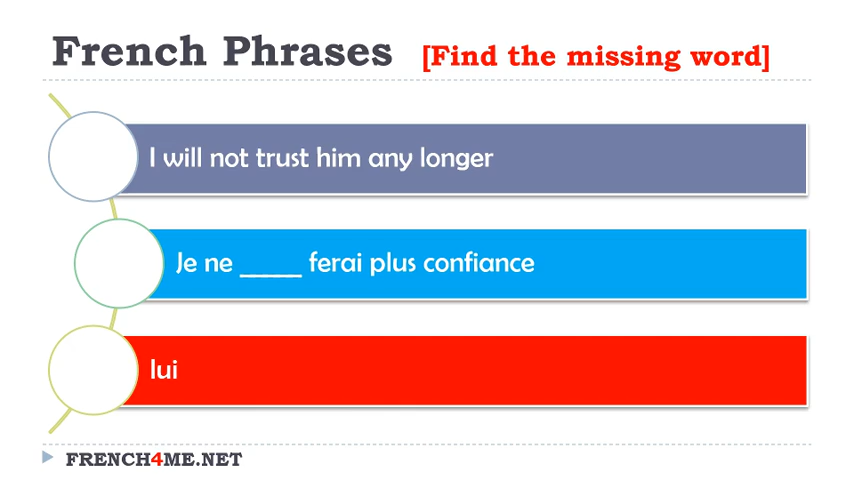 French Phrases [Find the missing word]
I will not trust him any longer
Je ne _____ ferai plus confiance
lui
FRENCH4ME.NET